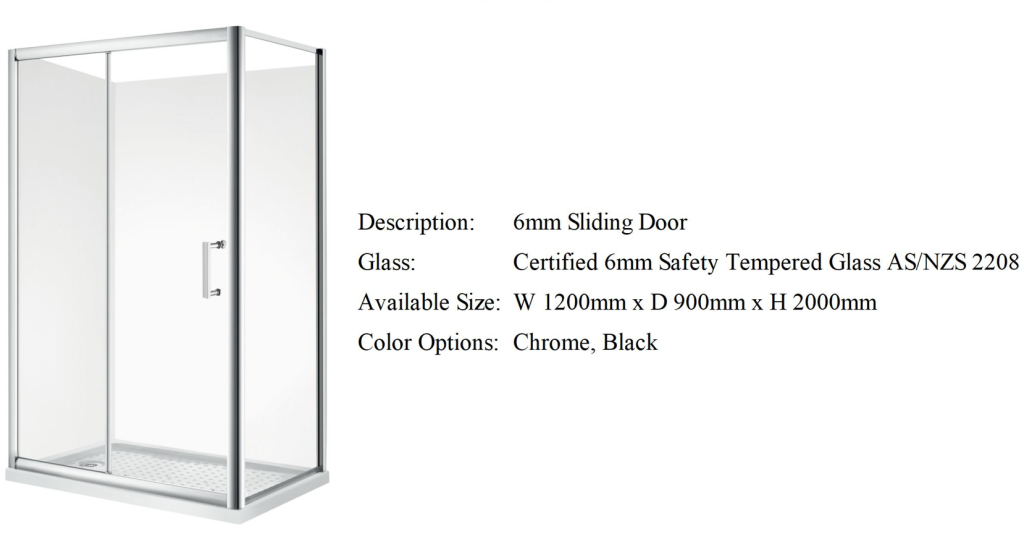 Description: 6mm Sliding Door
Glass: Certified 6mm Safety Tempered Glass AS/NZS 2208
Available Size: W 1200mm x D 900mm x H 2000mm
Color Options: Chrome, Black